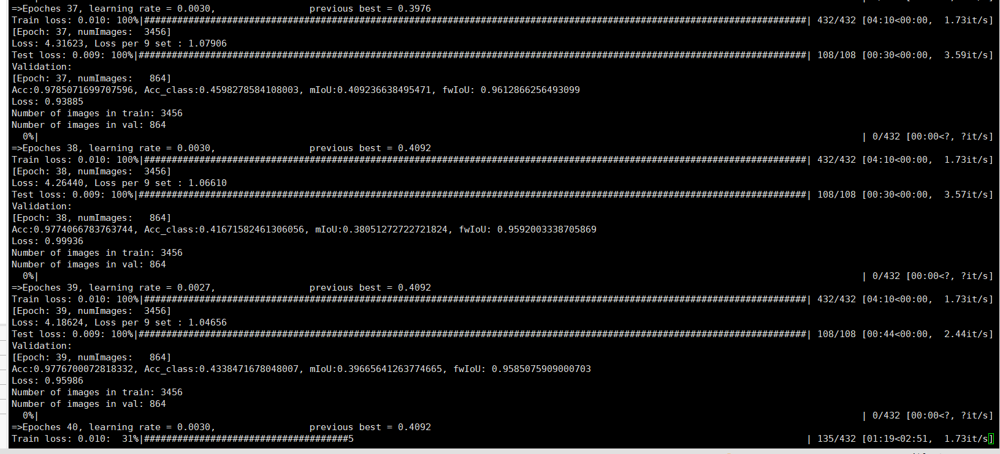 =>Epoches 37, learning rate = 0.0030, previous best = 0.3976
Train loss: 0.010: 100%|########################################################################################################################| 432/432 [04:10<00:00, 1.73it/s]
[Epoch: 37, numImages: 3456]
Loss: 4.31623, Loss per 9 set : 1.07906
Test loss: 0.009: 100%|#########################################################################################################################| 108/108 [00:30<00:00, 3.59it/s]
Validation:
[Epoch: 37, numImages: 864]
Acc:0.9785071699707596, Acc_class:0.4598278584108003, mIoU:0.409236638495471, fwIoU: 0.9612866256493099
Loss: 0.93885
Number of images in train: 3456
Number of images in val: 864
0%| | 0/432 [00:00<?, ?it/s]
=>Epoches 38, learning rate = 0.0030, previous best = 0.4092
Train loss: 0.010: 100%|########################################################################################################################| 432/432 [04:10<00:00, 1.73it/s]
[Epoch: 38, numImages: 3456]
Loss: 4.26440, Loss per 9 set : 1.06610
Test loss: 0.009: 100%|#########################################################################################################################| 108/108 [00:30<00:00, 3.57it/s]
Validation:
[Epoch: 38, numImages: 864]
Acc:0.9774066783763744, Acc_class:0.41671582461306056, mIoU:0.38051272722721824, fwIoU: 0.9592003338705869
Loss: 0.99936
Number of images in train: 3456
Number of images in val: 864
0%| | 0/432 [00:00<?, ?it/s]
=>Epoches 39, learning rate = 0.0027, previous best = 0.4092
Train loss: 0.010: 100%|########################################################################################################################| 432/432 [04:10<00:00, 1.73it/s]
[Epoch: 39, numImages: 3456]
Loss: 4.18624, Loss per 9 set : 1.04656
Test loss: 0.009: 100%|#########################################################################################################################| 108/108 [00:44<00:00, 2.44it/s]
Validation:
[Epoch: 39, numImages: 864]
Acc:0.9776700072818332, Acc_class:0.4338471678048007, mIoU:0.39665641263774665, fwIoU: 0.9585075909000703
Loss: 0.95986
Number of images in train: 3456
Number of images in val: 864
0%| | 0/432 [00:00<?, ?it/s]
=>Epoches 40, learning rate = 0.0030, previous best = 0.4092
Train loss: 0.010: 31%|#####################################5 | 135/432 [01:19<02:51, 1.73it/s]